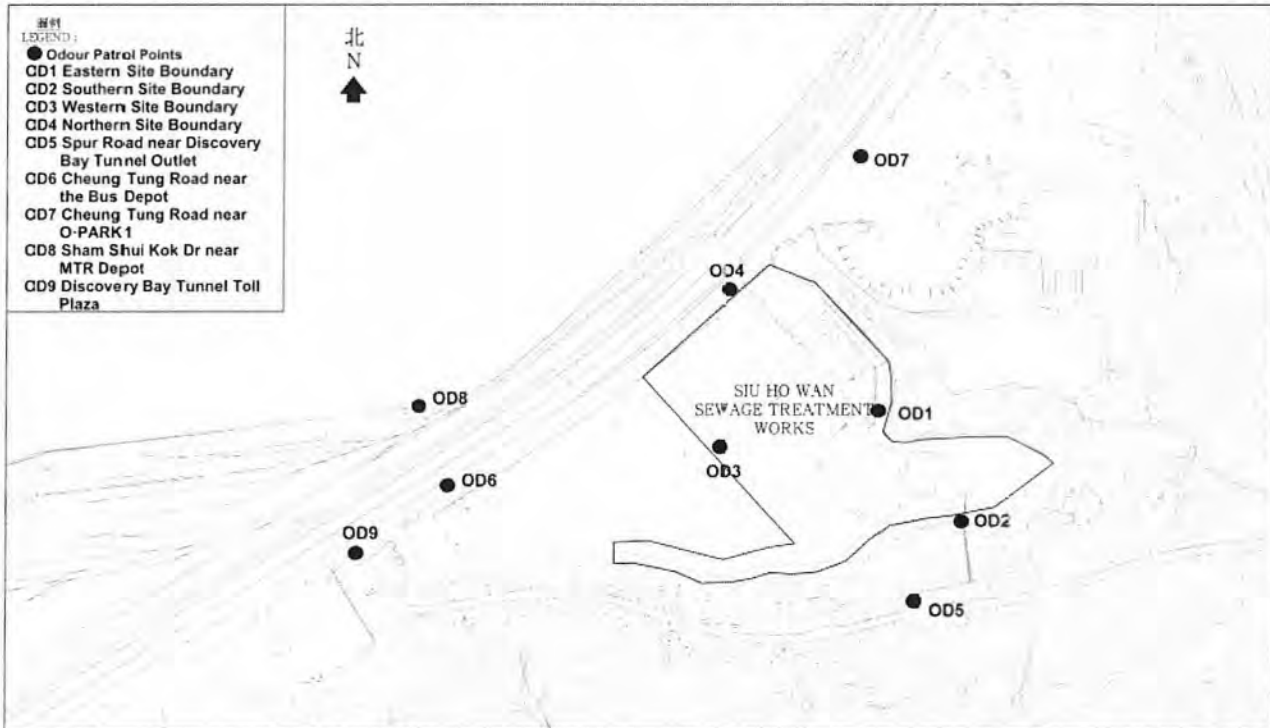 圖例
LEGEND :
Odour Patrol Points
OD1 Eastern Site Boundary
OD2 Southern Site Boundary
OD3 Western Site Boundary
OD4 Northern Site Boundary
OD5 Spur Road near Discovery
Bay Tunnel Outlet
OD6 Cheung Tung Road near
the Bus Depot
OD7 Cheung Tung Road near
O-PARK1
OD8 Sham Shui Kok Dr near
MTR Depot
OD9 Discovery Bay Tunnel Toll
Plaza
北
N
OD7
OD4
SIU HO WAN
SEWAGE TREATMENT
WORKS
OD1
OD8
OD3
OD6
OD2
OD9
OD5